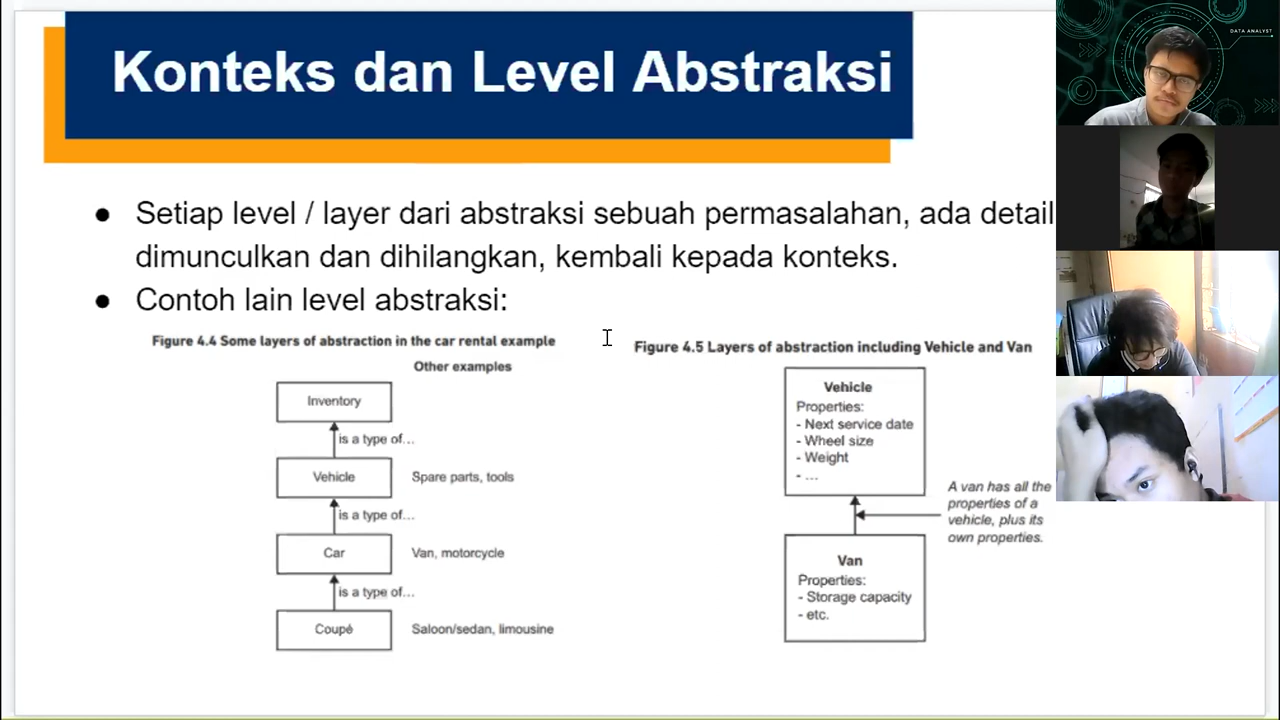 Konteks dan Level Abstraksi
DATA ANALYST
● Setiap level / layer dari abstraksi sebuah permasalahan, ada detail
dimunculkan dan dihilangkan, kembali kepada konteks.
● Contoh lain level abstraksi:
Figure 4.4 Some layers of abstraction in the car rental example
Other examples
Inventory
is a type of...
Vehicle
Spare parts, tools
is a type of...
Car
Van, motorcycle
is a type of...
Coupé
Saloon/sedan, limousine
Figure 4.5 Layers of abstraction including Vehicle and Van
Vehicle
Properties:
- Next service date
- Wheel size
- Weight
- ...
A van has all the
properties of a
vehicle, plus its
own properties.
Van
Properties:
- Storage capacity
- etc.